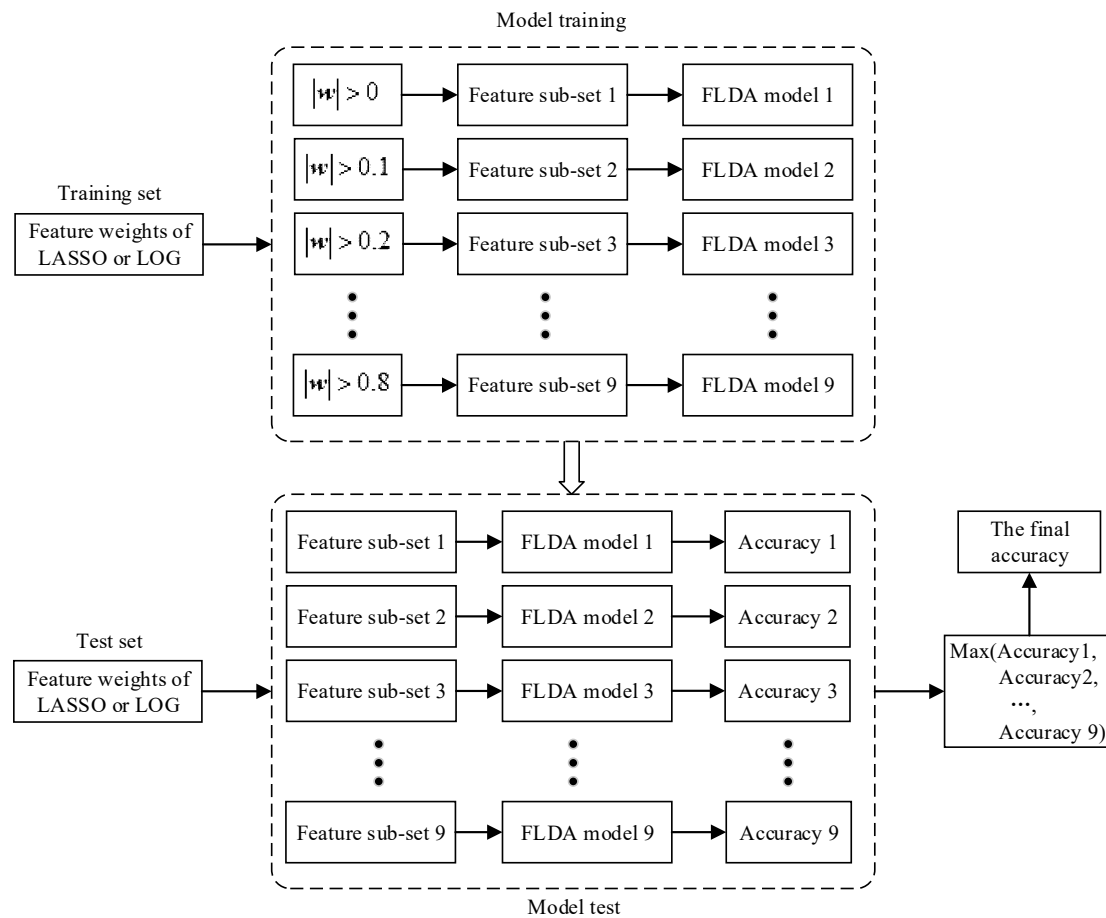 Model training
|w| > 0
Feature sub-set 1
FLDA model 1
|w| > 0.1
Feature sub-set 2
FLDA model 2
Training set
Feature weights of
LASSO or LOG
|w| > 0.2
Feature sub-set 3
FLDA model 3
|w| > 0.8
Feature sub-set 9
FLDA model 9
Feature sub-set 1
FLDA model 1
Accuracy 1
The final
accuracy
Feature sub-set 2
FLDA model 2
Accuracy 2
Test set
Feature weights of
LASSO or LOG
Feature sub-set 3
FLDA model 3
Accuracy 3
Max(Accuracy1,
Accuracy2,
...,
Accuracy 9)
Feature sub-set 9
FLDA model 9
Accuracy 9
Model test